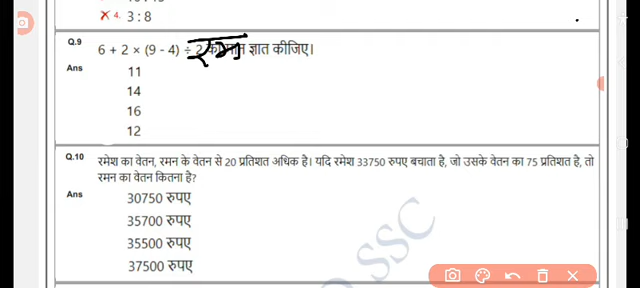 4. 3 : 8
Q.9 6 + 2 × (9 - 4) ÷ 2 का मान ज्ञात कीजिए।
Ans
11
14
16
12
Q.10 रमेश का वेतन, रमन के वेतन से 20 प्रतिशत अधिक है। यदि रमेश 33750 रुपए बचाता है, जो उसके वेतन का 75 प्रतिशत है, तो
रमन का वेतन कितना है?
Ans
30750 रुपए
35700 रुपए
35500 रुपए
37500 रुपए
SSC